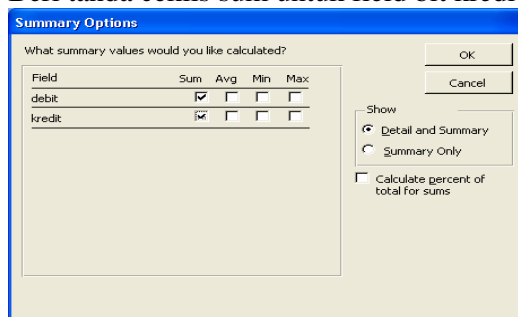 Summary Options
What summary values would you like calculated?
OK
Cancel
Field Sum Avg Min Max
debit
kredit
Show
Detail and Summary
Summary Only
Calculate percent of
total for sums